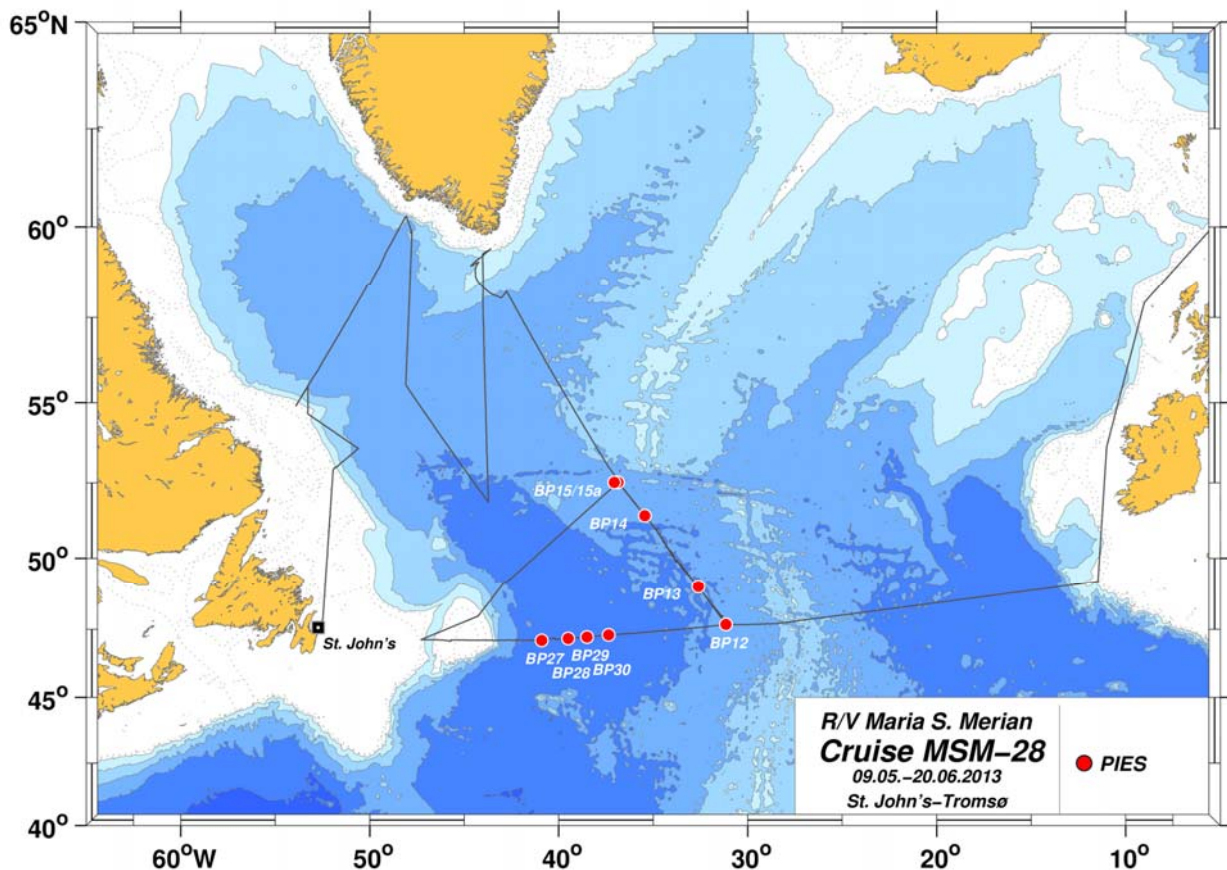 65°N
60°
55°
50°
45°
40°
60°W
50°
40°
30°
20°
10°
St. John's
BP15/15a
BP14
BP13
BP12
BP27
BP28
BP29
BP30
R/V Maria S. Merian
Cruise MSM–28
09.05.–20.06.2013
St. John's–Tromsø
PIES